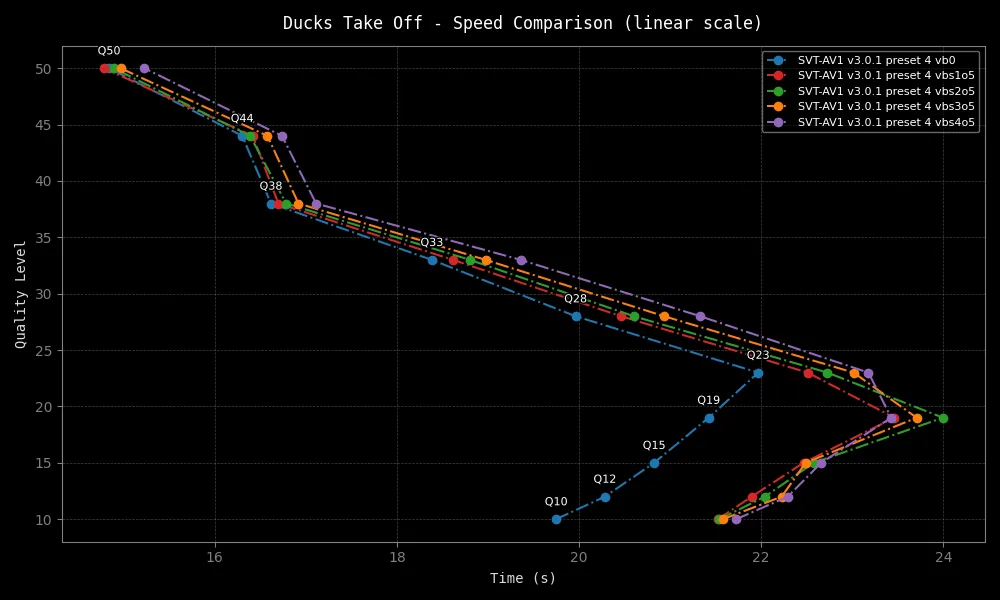 Ducks Take Off - Speed Comparison (linear scale)
SVT-AV1 v3.0.1 preset 4 vb0
SVT-AV1 v3.0.1 preset 4 vbs1o5
SVT-AV1 v3.0.1 preset 4 vbs2o5
SVT-AV1 v3.0.1 preset 4 vbs3o5
SVT-AV1 v3.0.1 preset 4 vbs4o5
Quality Level
50
45
40
35
30
25
20
15
10
Q50
Q44
Q38
Q33
Q28
Q23
Q19
Q15
Q12
Q10
16 18 20 22 24
Time (s)